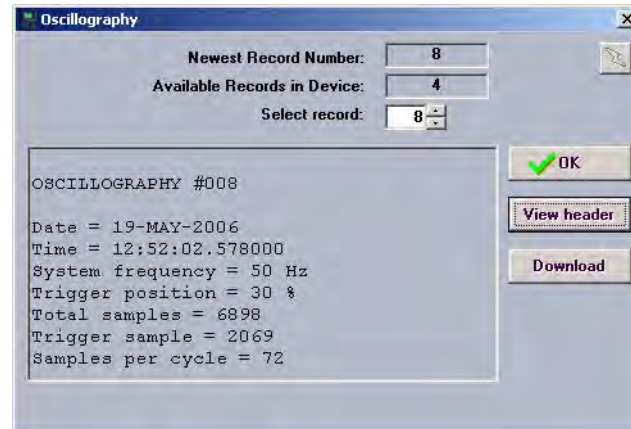 Oscillography
Newest Record Number: 8
Available Records in Device: 4
Select record: 8
OSCILLOGRAPHY #008
Date = 19-MAY-2006
Time = 12:52:02.578000
System frequency = 50 Hz
Trigger position = 30 %
Total samples = 6898
Trigger sample = 2069
Samples per cycle = 72
OK
View header
Download